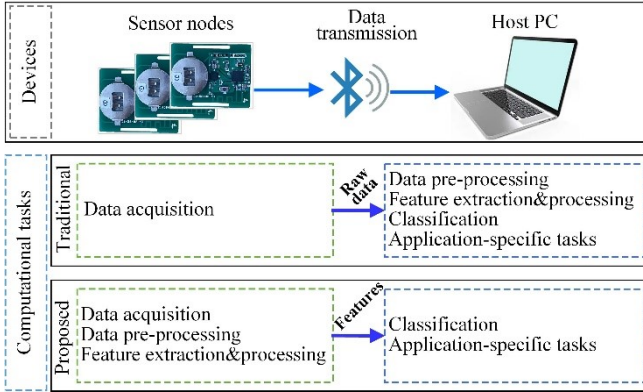 Sensor nodes
Data
transmission
Host PC
Devices
Computational tasks
Traditional
Data acquisition
Raw
data
Data pre-processing
Feature extraction&processing
Classification
Application-specific tasks
Proposed
Data acquisition
Data pre-processing
Feature extraction&processing
Features
Classification
Application-specific tasks